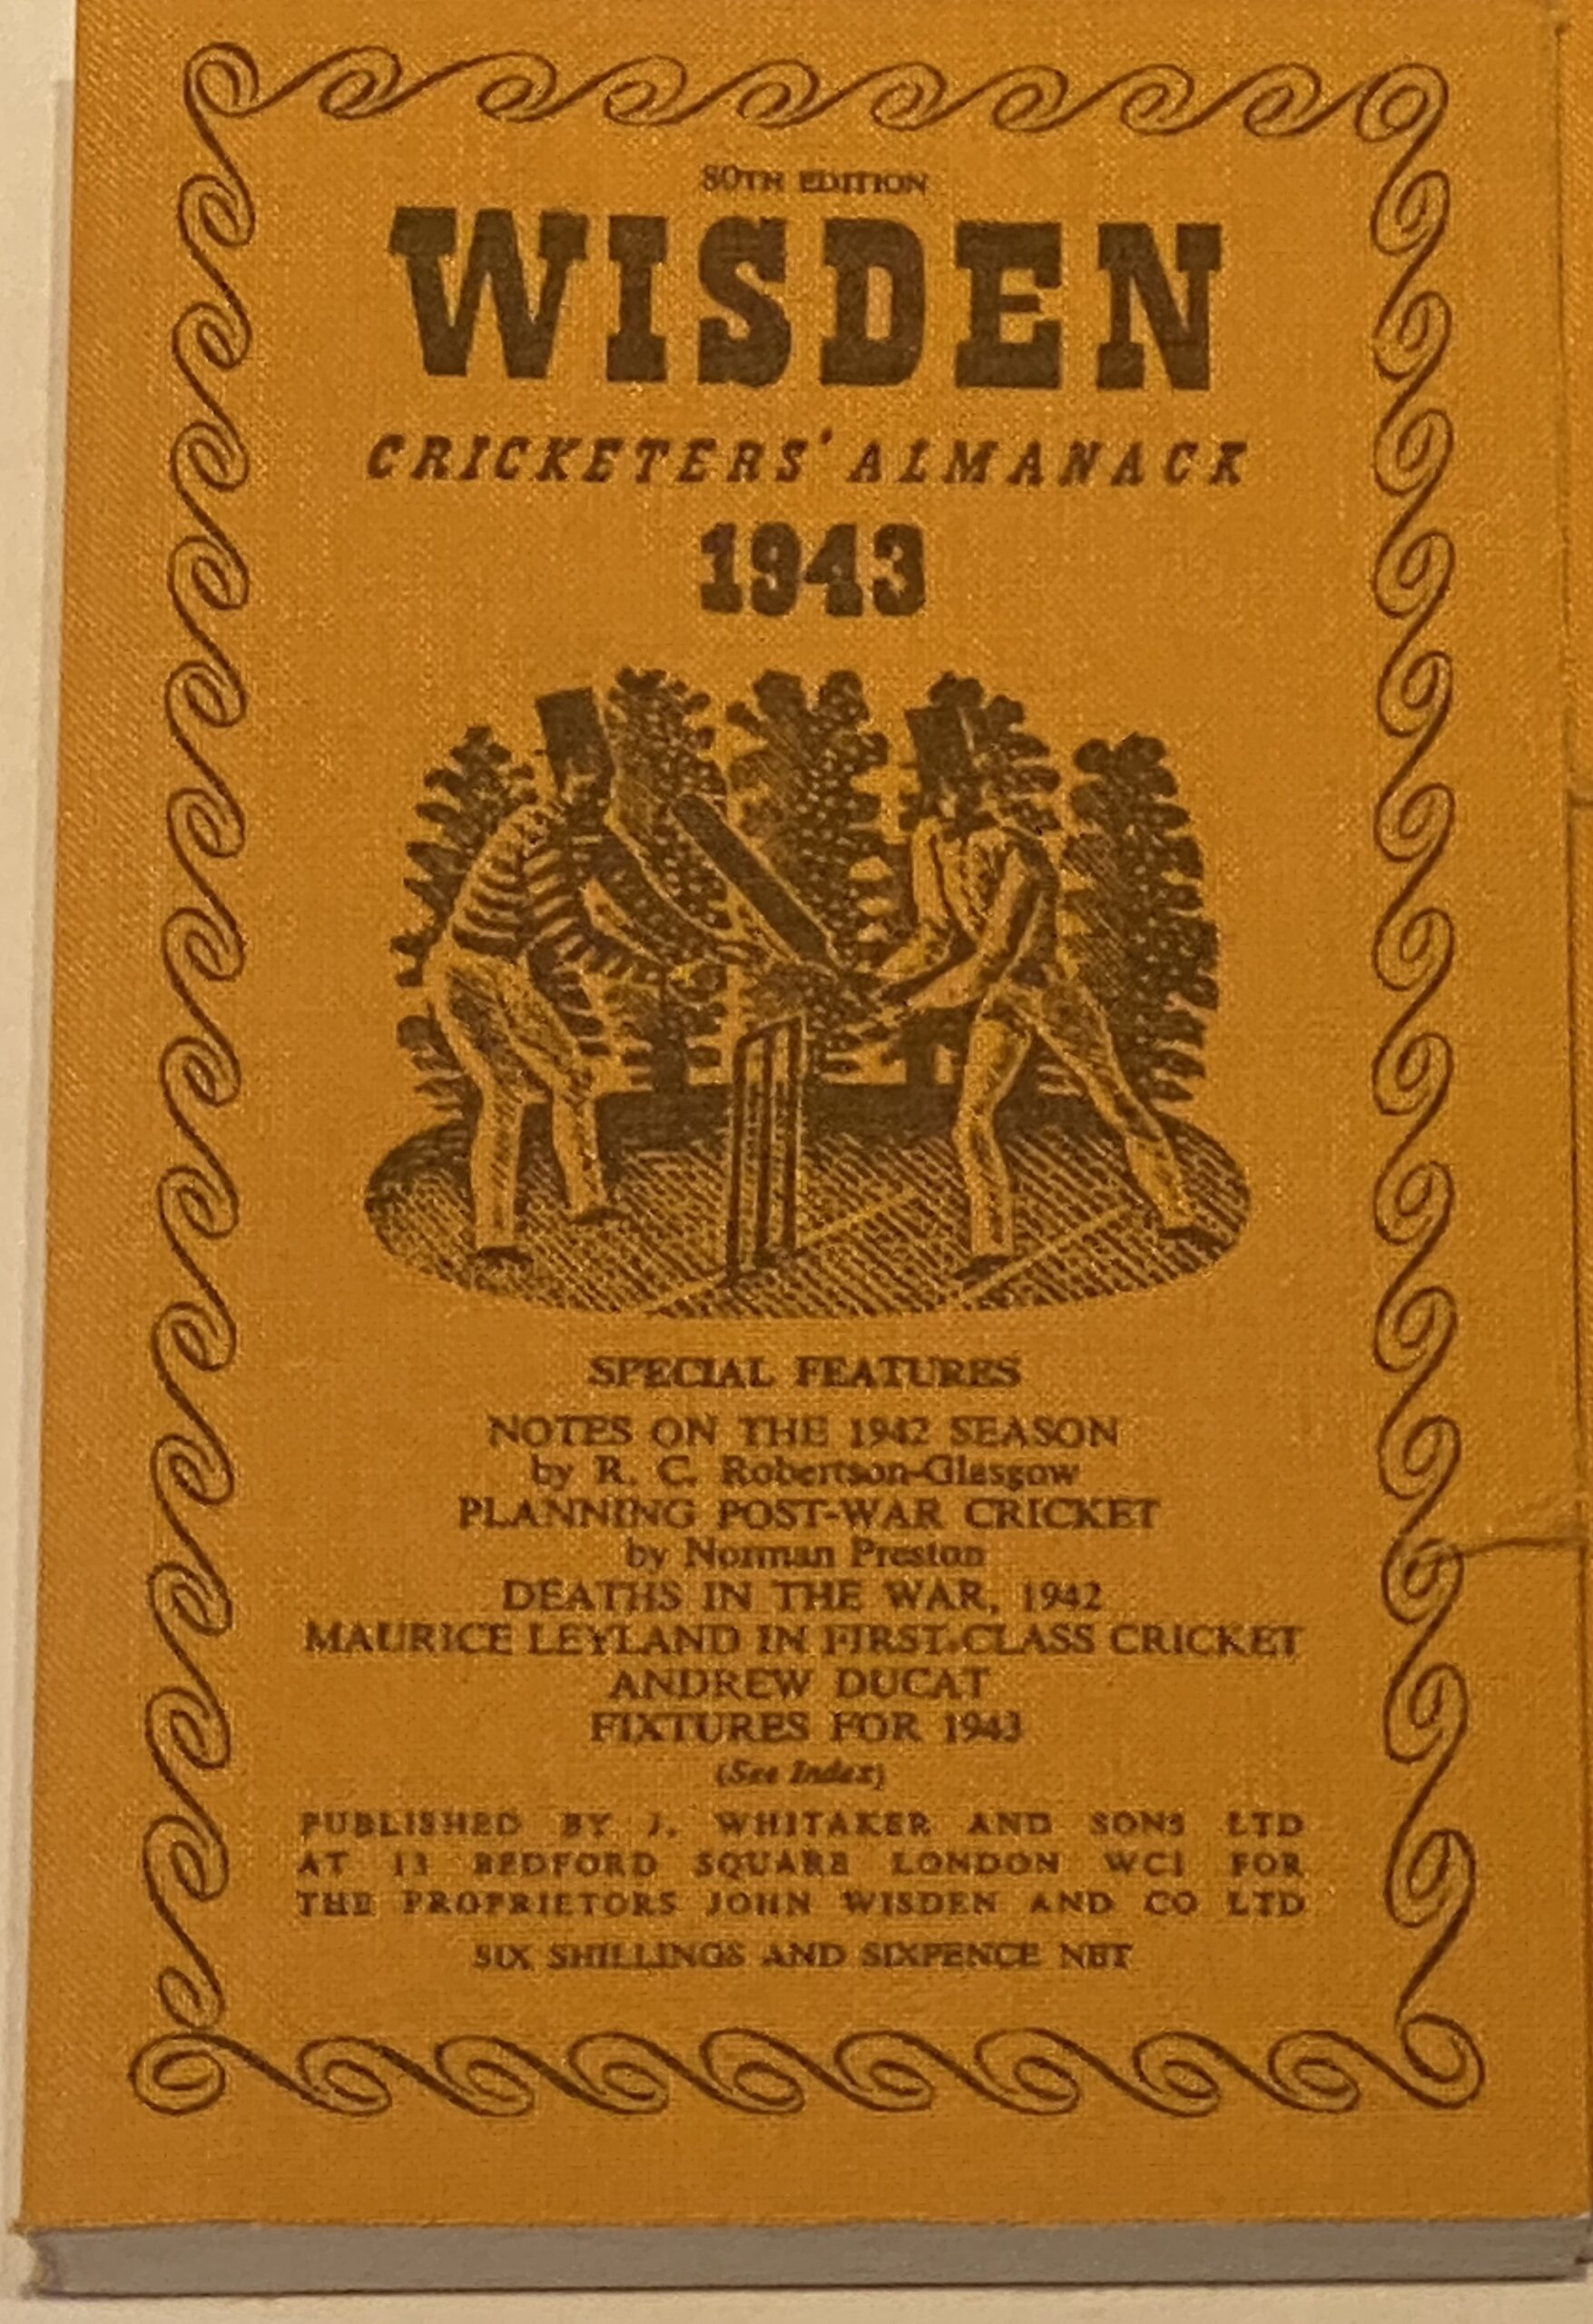 80TH EDITION
WISDEN
CRICKETERS' ALMANACK
1943
SPECIAL FEATURES
NOTES ON THE 1942 SEASON
by R. C. Robertson-Glasgow
PLANNING POST-WAR CRICKET
by Norman Preston
DEATHS IN THE WAR, 1942
MAURICE LEYLAND IN FIRST-CLASS CRICKET
ANDREW DUCAT
FIXTURES FOR 1943
(See Index)
PUBLISHED BY J. WHITAKER AND SONS LTD
AT 13 BEDFORD SQUARE LONDON WC1 FOR
THE PROPRIETORS JOHN WISDEN AND CO LTD
SIX SHILLINGS AND SIXPENCE NET